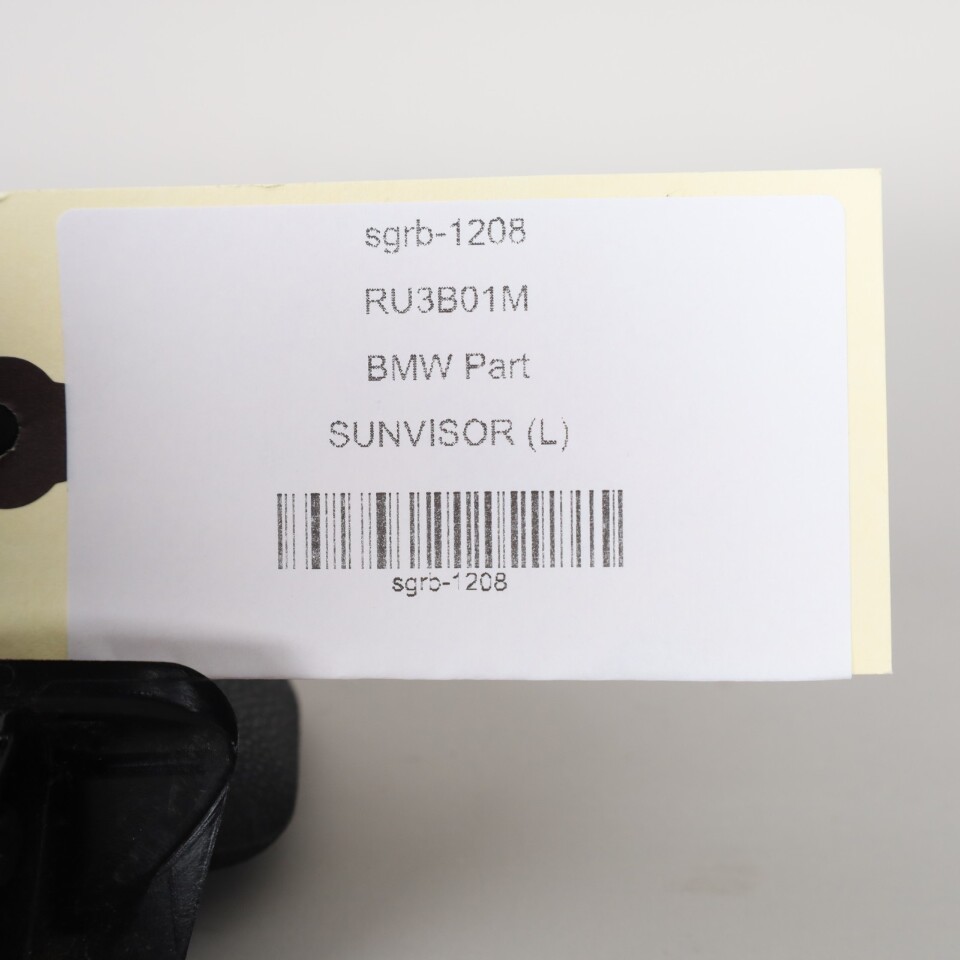 sgrb-1208
RU3B01M
BMW Part
SUNVISOR (L)
sgrb-1208